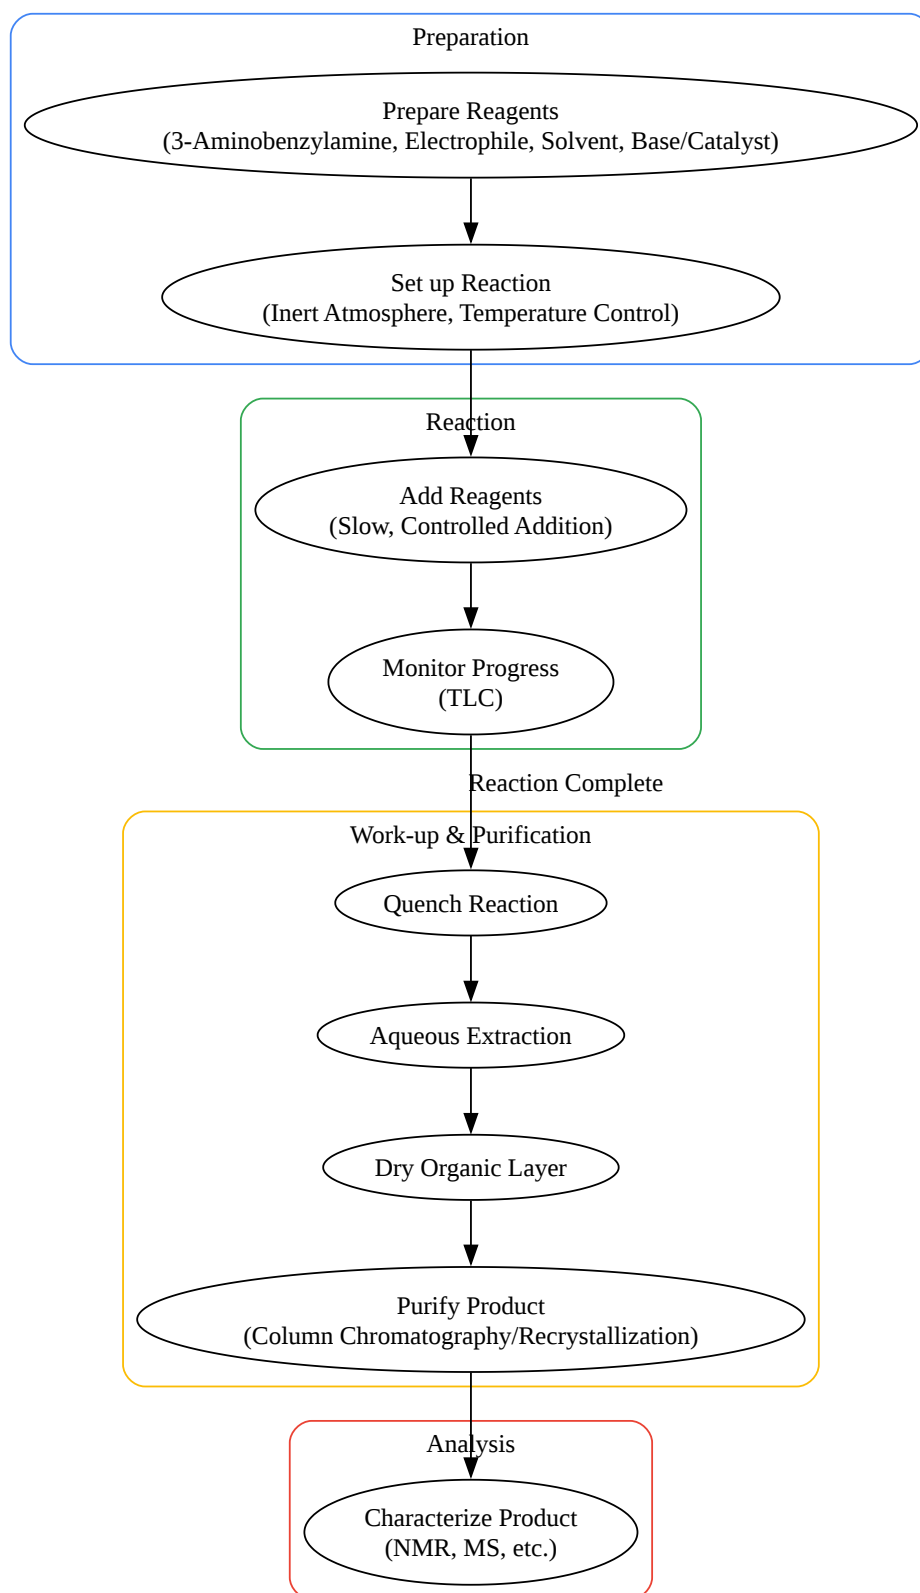 Preparation
Prepare Reagents
(3-Aminobenzylamine, Electrophile, Solvent, Base/Catalyst)
Set up Reaction
(Inert Atmosphere, Temperature Control)
Reaction
Add Reagents
(Slow, Controlled Addition)
Monitor Progress
(TLC)
Reaction Complete
Work-up & Purification
Quench Reaction
Aqueous Extraction
Dry Organic Layer
Purify Product
(Column Chromatography/Recrystallization)
Analysis
Characterize Product
(NMR, MS, etc.)